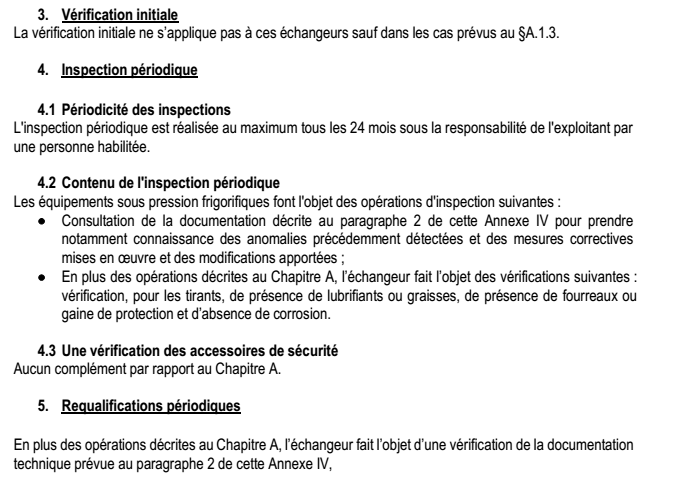 3. Vérification initiale
La vérification initiale ne s'applique pas à ces échangeurs sauf dans les cas prévus au §A.1.3.
4. Inspection périodique
4.1 Périodicité des inspections
L'inspection périodique est réalisée au maximum tous les 24 mois sous la responsabilité de l'exploitant par
une personne habilitée.
4.2 Contenu de l'inspection périodique
Les équipements sous pression frigorifiques font l'objet des opérations d'inspection suivantes :
● Consultation de la documentation décrite au paragraphe 2 de cette Annexe IV pour prendre
notamment connaissance des anomalies précédemment détectées et des mesures correctives
mises en œuvre et des modifications apportées ;
● En plus des opérations décrites au Chapitre A, l'échangeur fait l'objet des vérifications suivantes :
vérification, pour les tirants, de présence de lubrifiants ou graisses, de présence de fourreaux ou
gaine de protection et d'absence de corrosion.
4.3 Une vérification des accessoires de sécurité
Aucun complément par rapport au Chapitre A.
5. Requalifications périodiques
En plus des opérations décrites au Chapitre A, l'échangeur fait l'objet d'une vérification de la documentation
technique prévue au paragraphe 2 de cette Annexe IV,